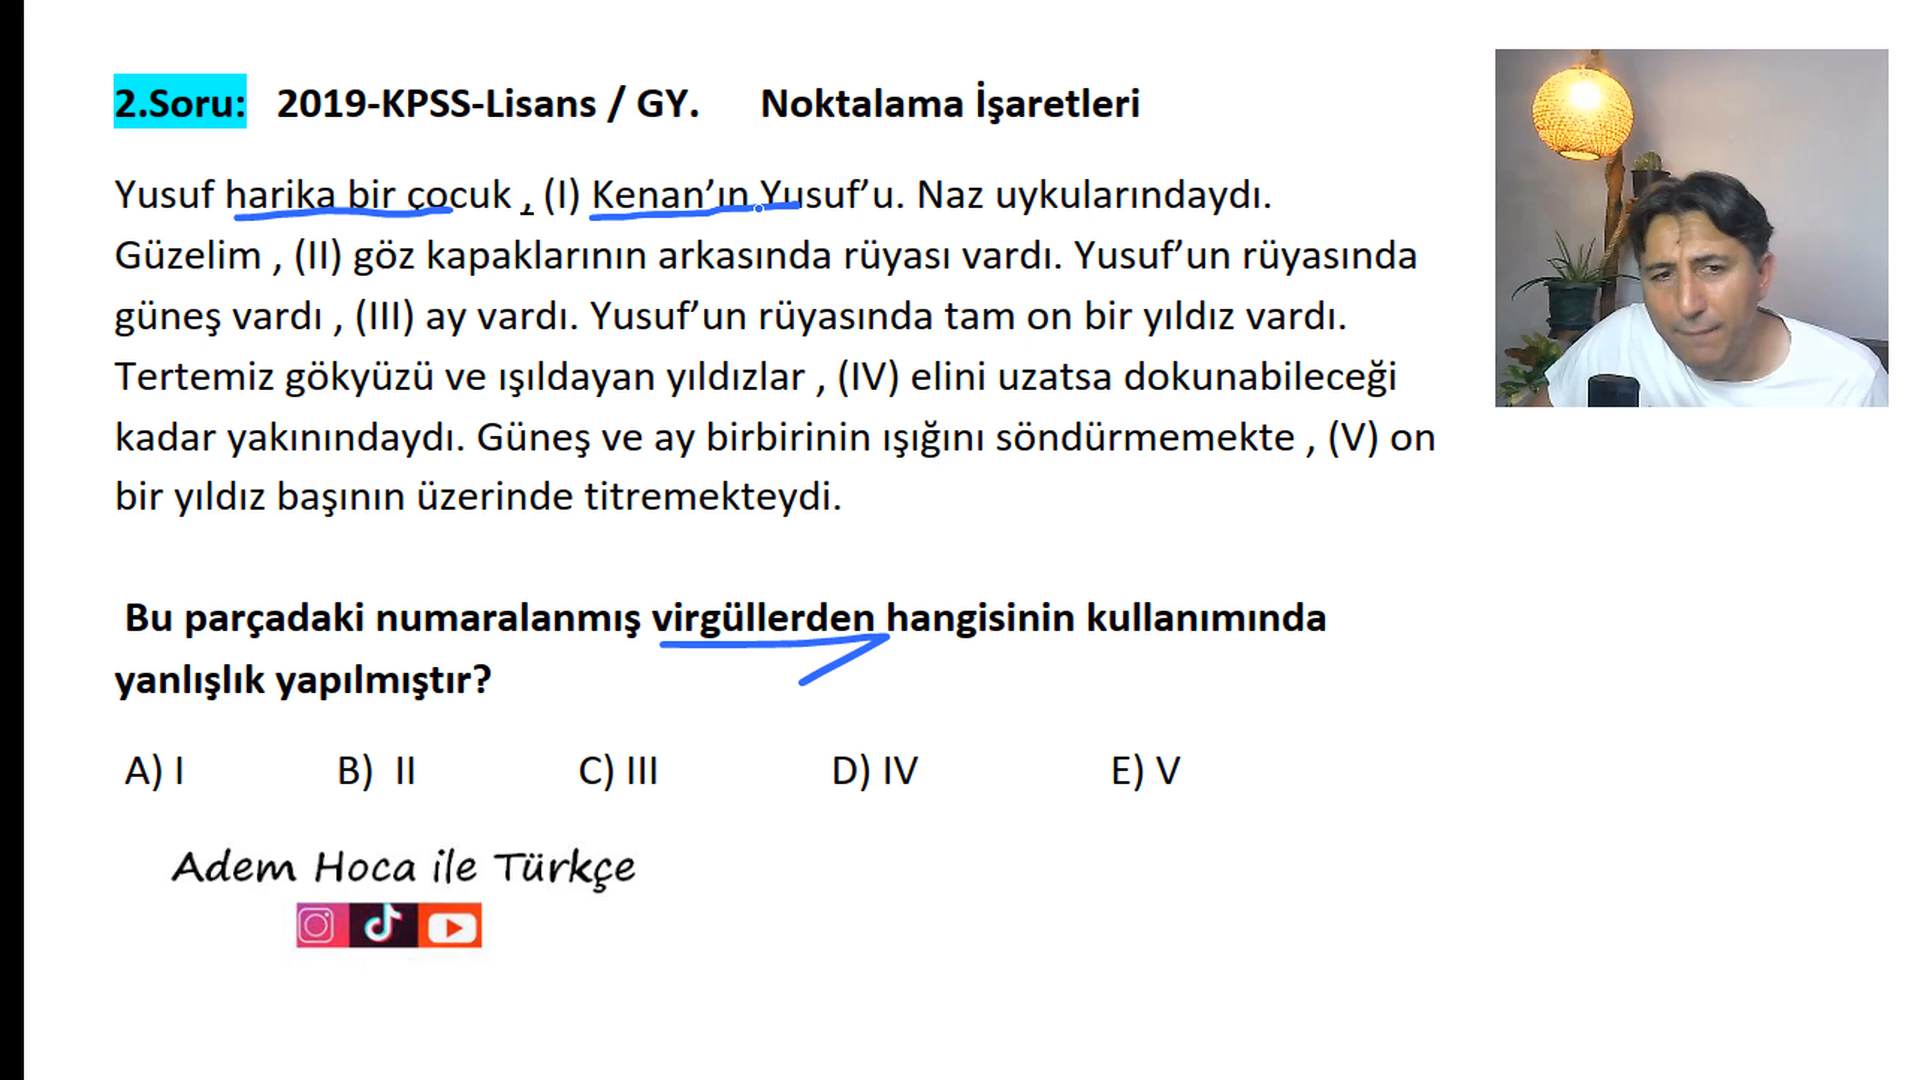 2.Soru: 2019-KPSS-Lisans / GY. Noktalama İşaretleri
Yusuf harika bir çocuk , (I) Kenan’ın Yusuf’u. Naz uykularındaydı.
Güzelim , (II) göz kapaklarının arkasında rüyası vardı. Yusuf’un rüyasında
güneş vardı , (III) ay vardı. Yusuf’un rüyasında tam on bir yıldız vardı.
Tertemiz gökyüzü ve ışıldayan yıldızlar , (IV) elini uzatsa dokunabileceği
kadar yakınındaydı. Güneş ve ay birbirinin ışığını söndürmemekte , (V) on
bir yıldız başının üzerinde titremekteydi.
Bu parçadaki numaralanmış virgüllerden hangisinin kullanımında
yanlışlık yapılmıştır?
A) I B) II C) III D) IV E) V
Adem Hoca ile Türkçe